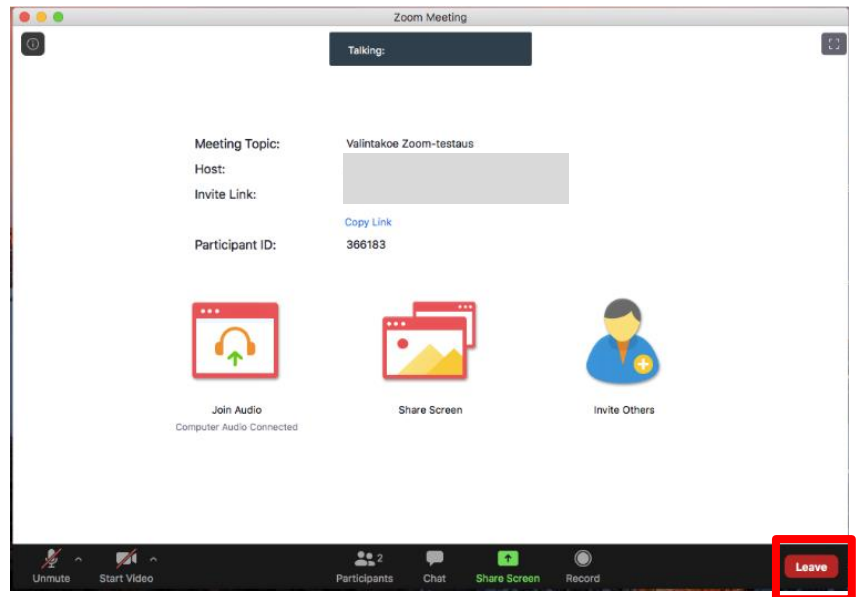 Zoom Meeting
Talking:
Meeting Topic: Valintakoe Zoom-testaus
Host:
Invite Link:
Copy Link
Participant ID: 366183
Join Audio Share Screen Invite Others
Computer Audio Connected
2
Unmute Start Video Participants Chat Share Screen Record Leave